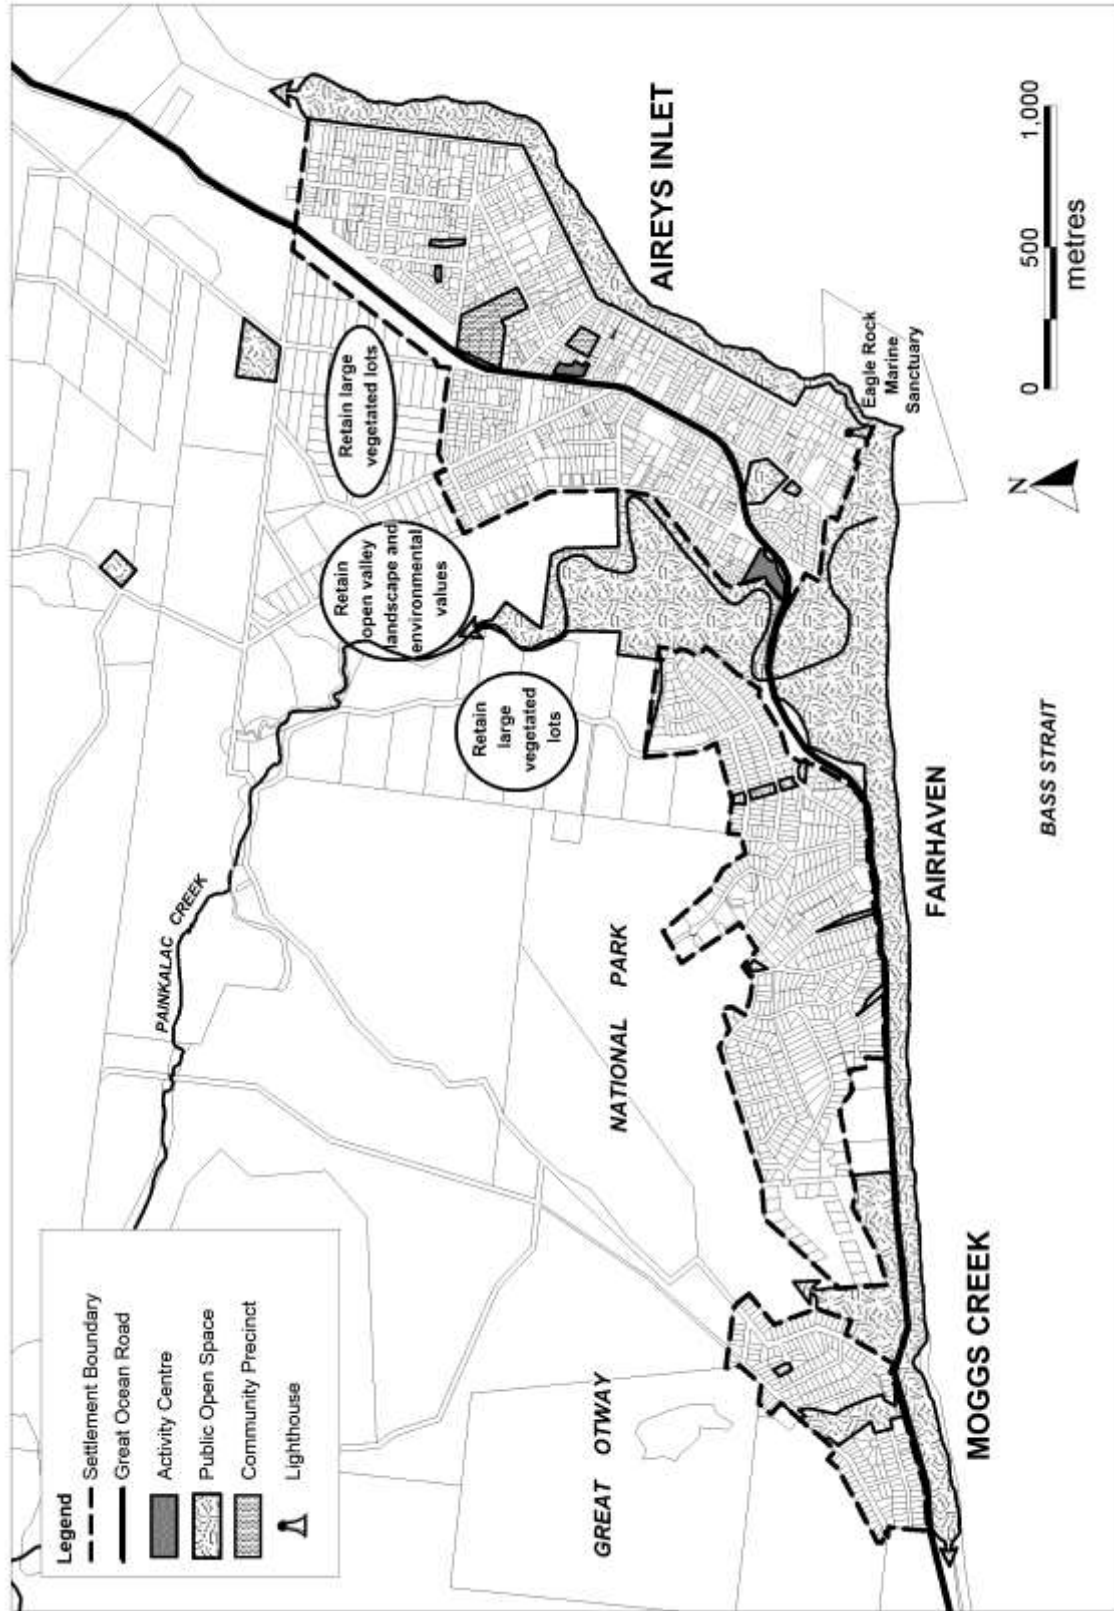 Legend
Settlement Boundary
Great Ocean Road
Activity Centre
Public Open Space
Community Precinct
Lighthouse
PAINKALAC CREEK
Retain
open valley
landscape and
environmental
values
Retain large
vegetated lots
Retain
large
vegetated
lots
GREAT OTWAY
NATIONAL PARK
MOGGS CREEK
FAIRHAVEN
AIREYS INLET
BASS STRAIT
Eagle Rock
Marine
Sanctuary
N
0 500 1,000
metres